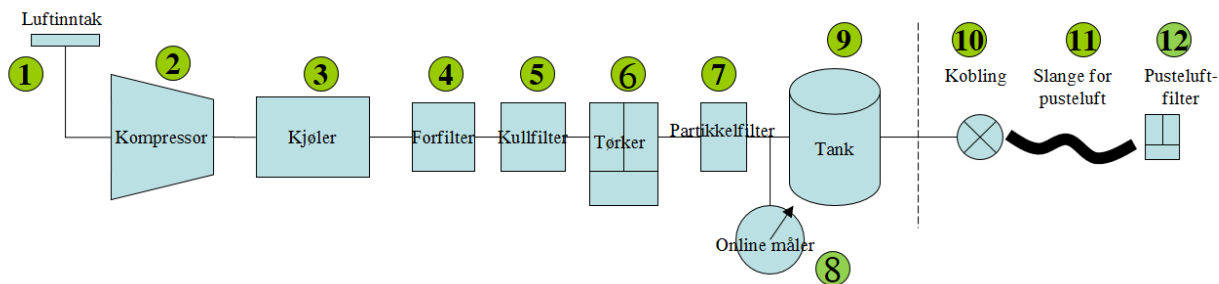 Luftinntak
1
2
Kompressor
3
Kjøler
4
Forfilter
5
Kullfilter
6
Tørker
7
Partikkelfilter
8
Online måler
9
Tank
10
Kobling
11
Slange for
pusteluft
12
Pusteluft-
filter